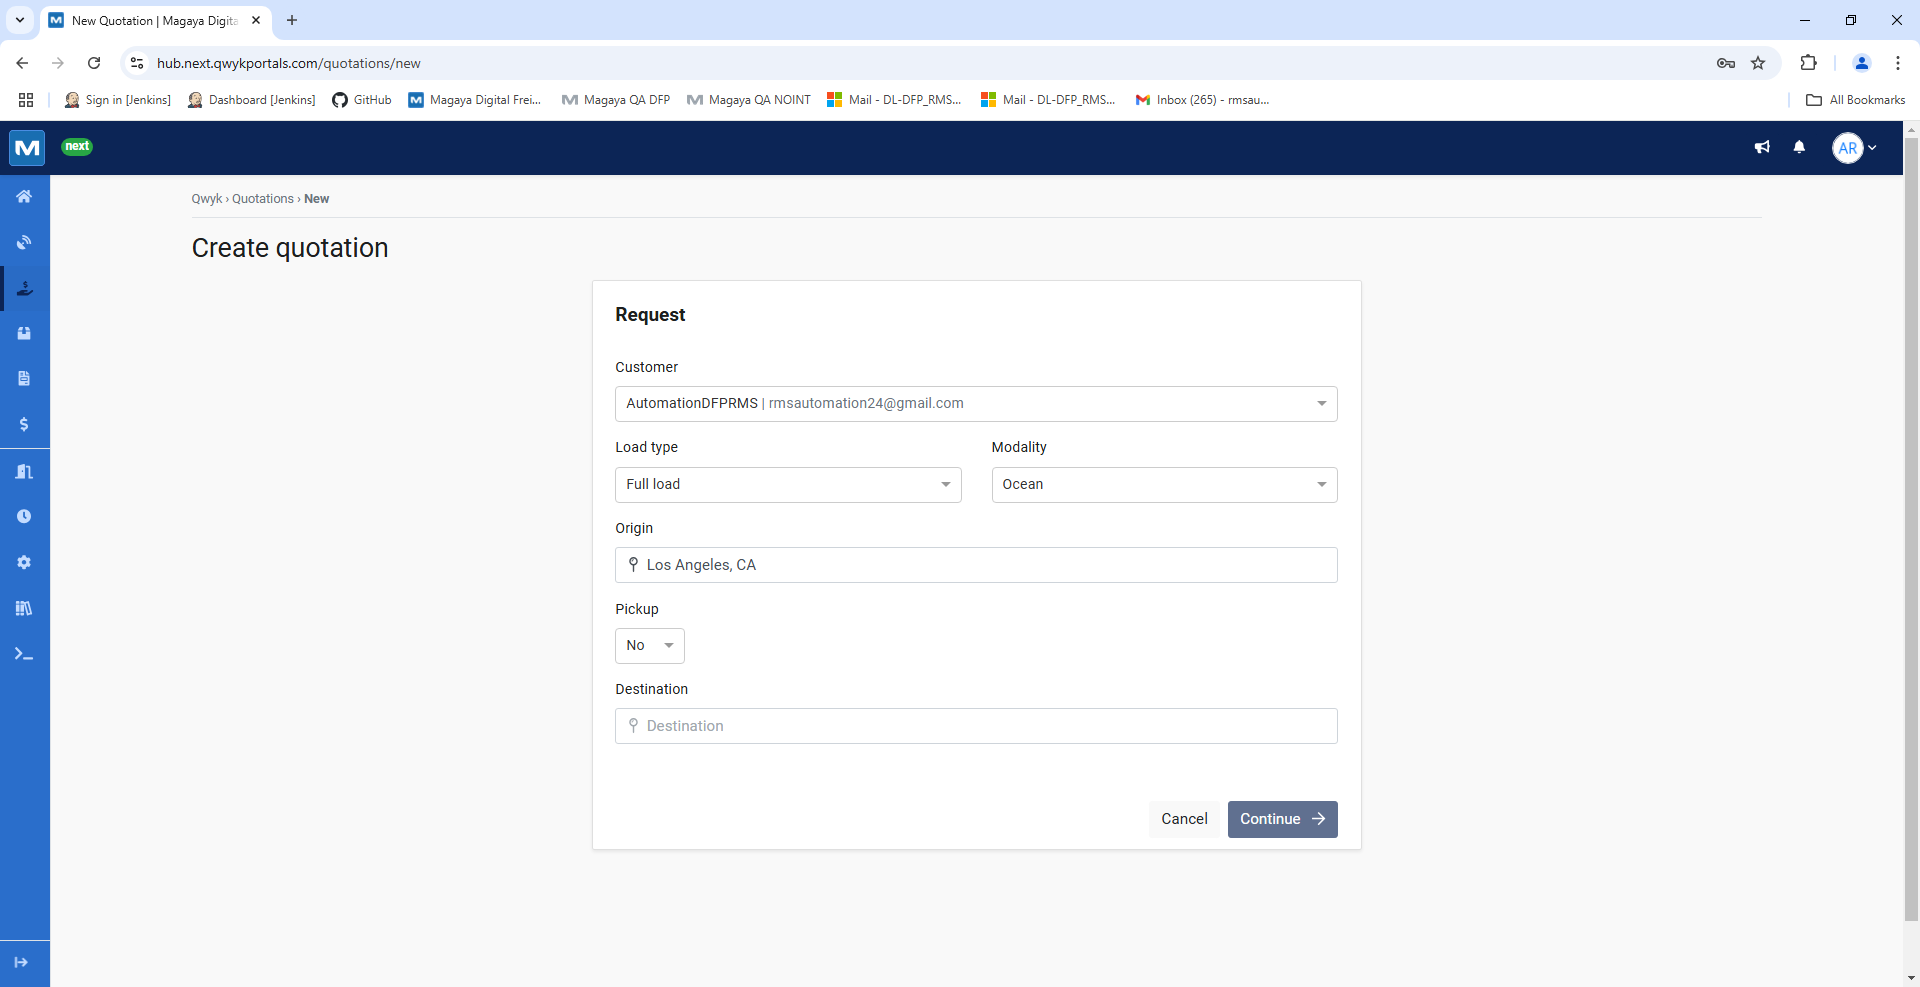 New Quotation | Magaya Digita
hub.next.qwykportals.com/quotations/new
Sign in [Jenkins]
Dashboard [Jenkins]
GitHub
Magaya Digital Frei...
Magaya QA DFP
Magaya QA NOINT
Mail - DL-DFP_RMS...
Mail - DL-DFP_RMS...
Inbox (265) - rmsau...
All Bookmarks
next
AR
Qwyk › Quotations › New
Create quotation
Request
Customer
AutomationDFPRMS | rmsautomation24@gmail.com
Load type
Modality
Full load
Ocean
Origin
Los Angeles, CA
Pickup
No
Destination
Destination
Cancel
Continue